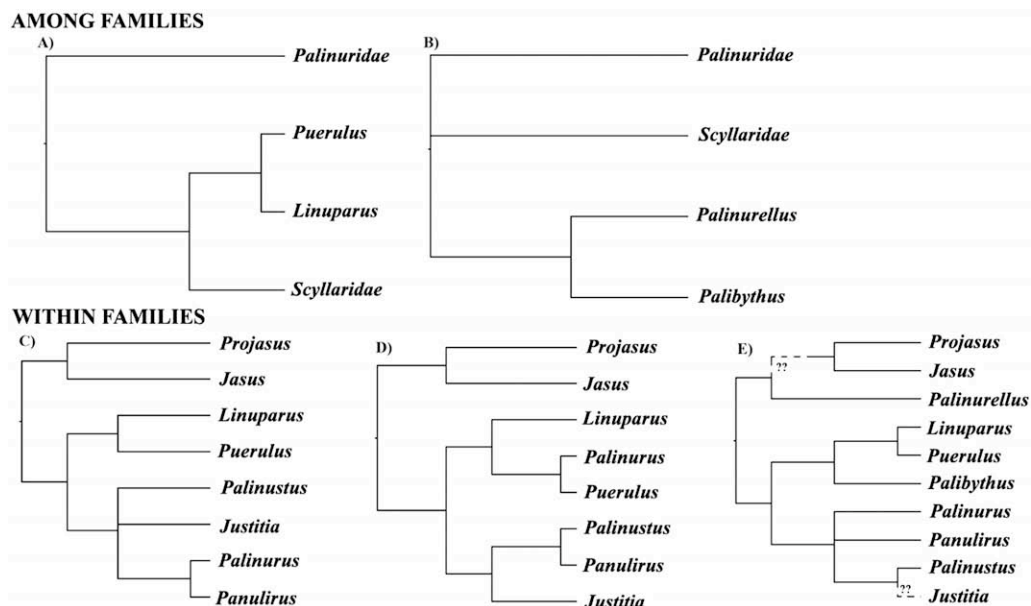 AMONG FAMILIES
A)
Palinuridae
Puerulus
Linuparus
Scyllaridae
B)
Palinuridae
Scyllaridae
Palinurellus
Palibythus
WITHIN FAMILIES
C)
Projasus
Jasus
Linuparus
Puerulus
Palinustus
Justitia
Palinurus
Panulirus
D)
Projasus
Jasus
Linuparus
Palinurus
Puerulus
Palinustus
Panulirus
Justitia
E)
??
Projasus
Jasus
Palinurellus
Linuparus
Puerulus
Palibythus
Palinurus
Panulirus
Palinustus
??
Justitia